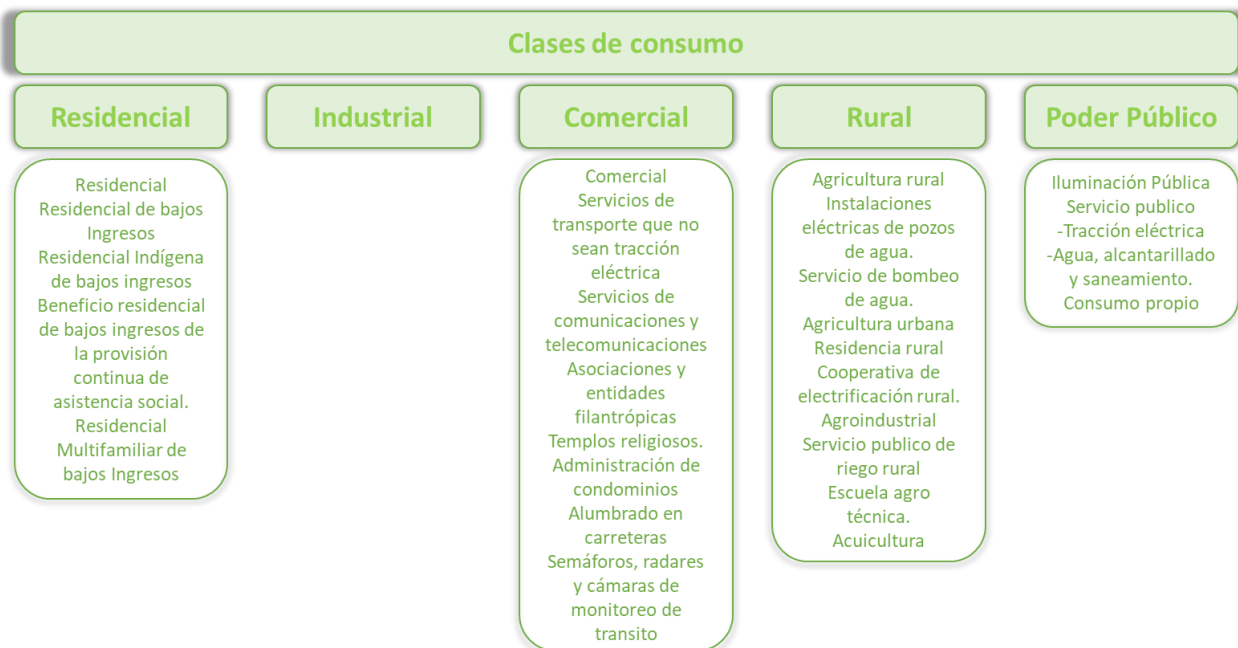 Clases de consumo
Residencial
Industrial
Comercial
Rural
Poder Público
Residencial
Residencial de bajos
Ingresos
Residencial Indígena
de bajos ingresos
Beneficio residencial
de bajos ingresos de
la provisión
continua de
asistencia social.
Residencial
Multifamiliar de
bajos Ingresos
Comercial
Servicios de
transporte que no
sean tracción
eléctrica
Servicios de
comunicaciones y
telecomunicaciones
Asociaciones y
entidades
filantrópicas
Templos religiosos.
Administración de
condominios
Alumbrado en
carreteras
Semáforos, radares
y cámaras de
monitoreo de
transito
Agricultura rural
Instalaciones
eléctricas de pozos
de agua.
Servicio de bombeo
de agua.
Agricultura urbana
Residencia rural
Cooperativa de
electrificación rural.
Agroindustrial
Servicio publico de
riego rural
Escuela agro
técnica.
Acuicultura
Iluminación Pública
Servicio publico
-Tracción eléctrica
-Agua, alcantarillado
y saneamiento.
Consumo propio